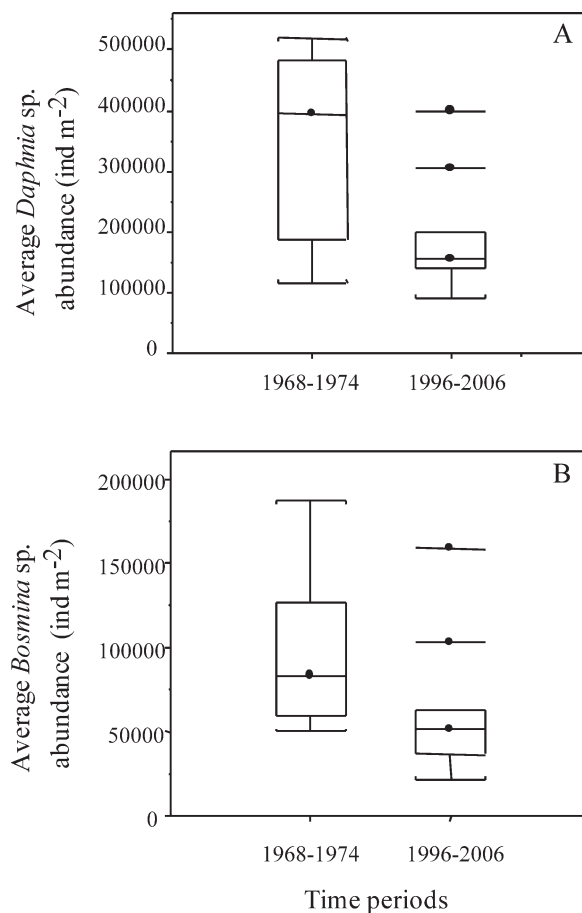 A
Average Daphnia sp.
abundance (ind m-2)
500000
400000
300000
200000
100000
0
1968-1974 1996-2006
B
Average Bosmina sp.
abundance (ind m-2)
200000
150000
100000
50000
0
1968-1974 1996-2006
Time periods